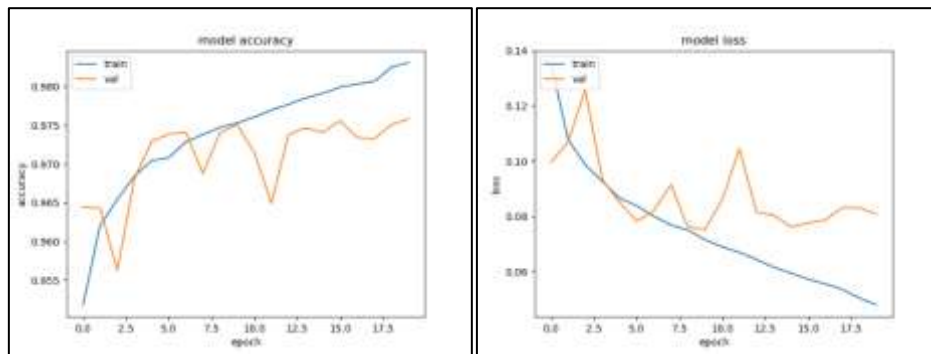 model accuracy
train
val
0.980
0.975
0.970
0.965
0.960
0.955
accuracy
0.0 2.5 5.0 7.5 10.0 12.5 15.0 17.5
epoch
model loss
train
val
0.14
0.12
0.10
0.08
0.06
loss
0.0 2.5 5.0 7.5 10.0 12.5 15.0 17.5
epoch